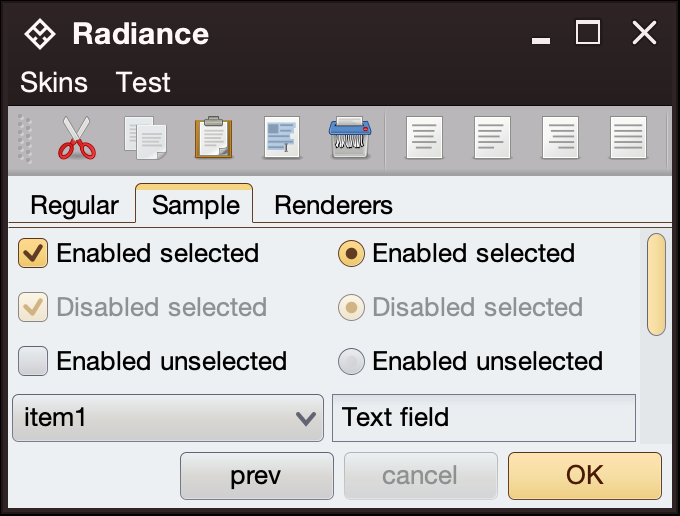 Radiance
Skins Test
Regular Sample Renderers
Enabled selected Enabled selected
Disabled selected Disabled selected
Enabled unselected Enabled unselected
item1 Text field
prev cancel OK